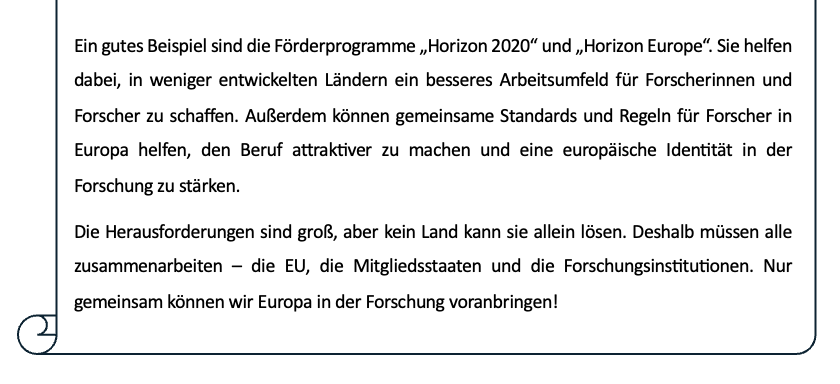 Ein gutes Beispiel sind die Förderprogramme „Horizon 2020“ und „Horizon Europe“. Sie helfen
dabei, in weniger entwickelten Ländern ein besseres Arbeitsumfeld für Forscherinnen und
Forscher zu schaffen. Außerdem können gemeinsame Standards und Regeln für Forscher in
Europa helfen, den Beruf attraktiver zu machen und eine europäische Identität in der
Forschung zu stärken.
Die Herausforderungen sind groß, aber kein Land kann sie allein lösen. Deshalb müssen alle
zusammenarbeiten – die EU, die Mitgliedsstaaten und die Forschungsinstitutionen. Nur
gemeinsam können wir Europa in der Forschung voranbringen!